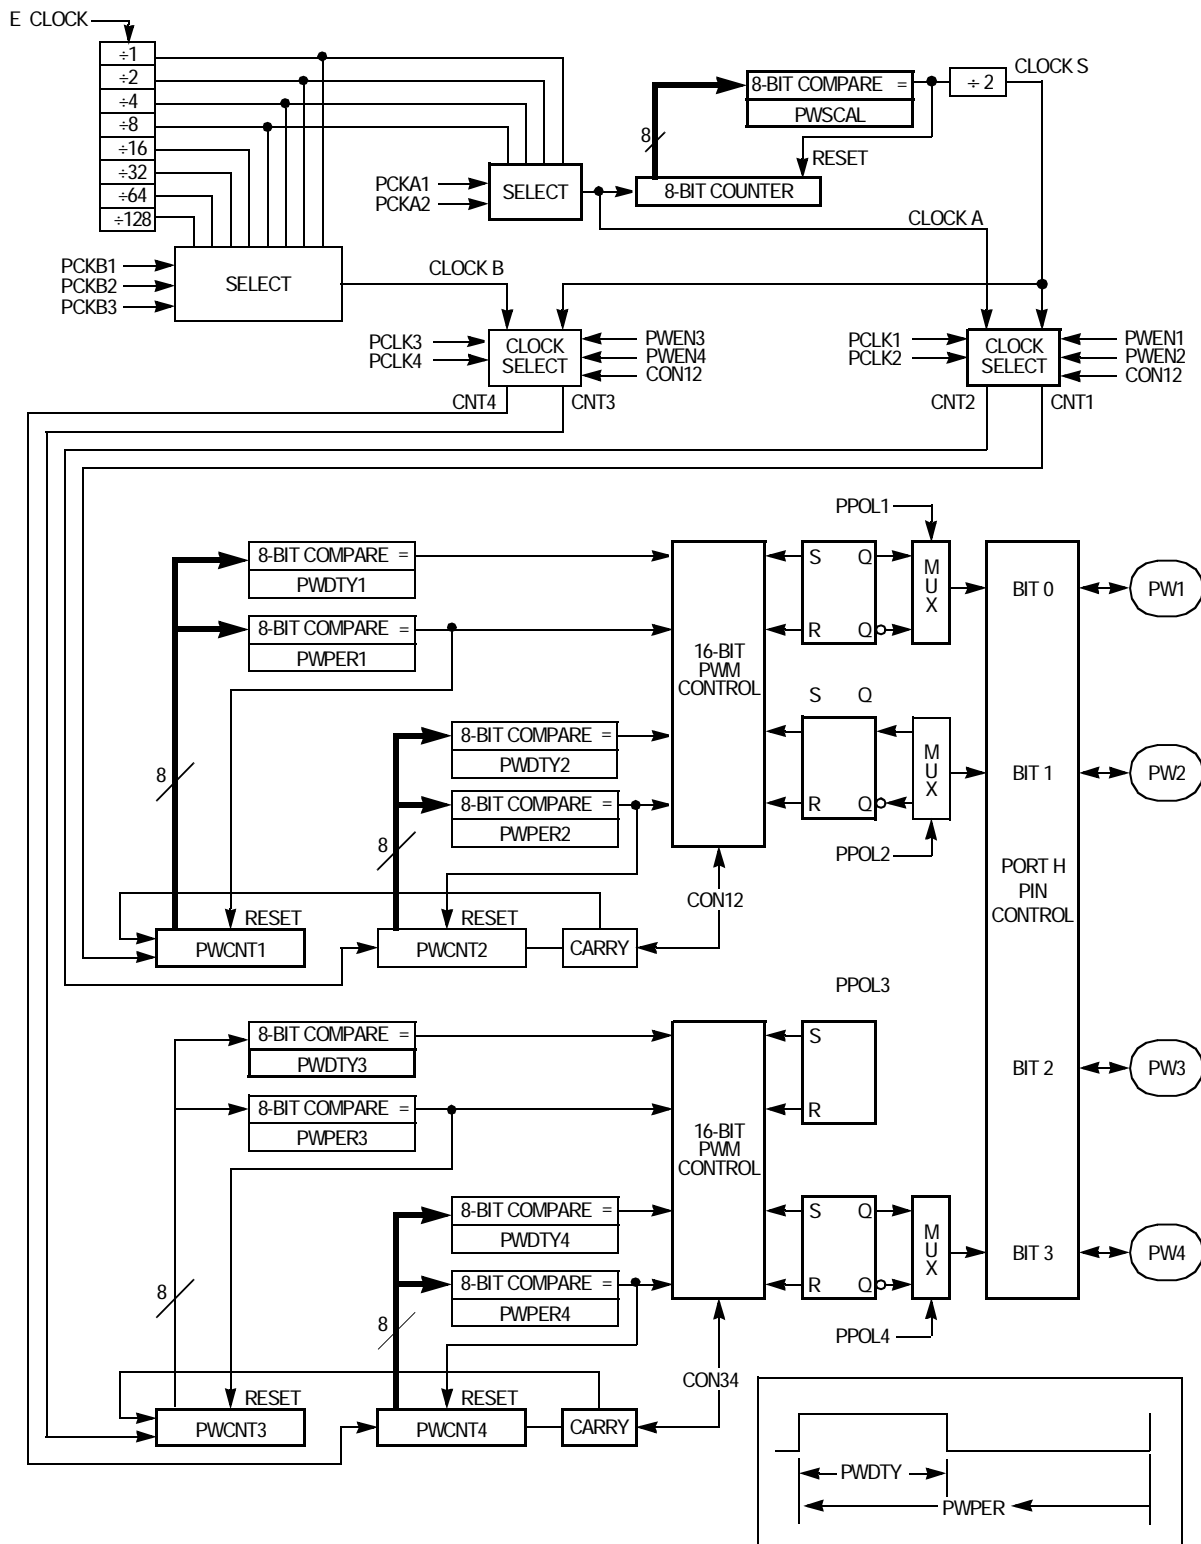 E CLOCK
÷1
÷2
÷4
÷8
÷16
÷32
÷64
÷128
8-BIT COMPARE =
PWSCAL
÷ 2
CLOCK S
8
RESET
PCKA1
PCKA2
SELECT
8-BIT COUNTER
CLOCK A
PCKB1
PCKB2
PCKB3
SELECT
CLOCK B
PCLK3
PCLK4
CLOCK
SELECT
PWEN3
PWEN4
CON12
PCLK1
PCLK2
CLOCK
SELECT
PWEN1
PWEN2
CON12
CNT4
CNT3
CNT2
CNT1
PPOL1
8-BIT COMPARE =
PWDTY1
8-BIT COMPARE =
PWPER1
16-BIT
PWM
CONTROL
S Q
R Q
MUX
BIT 0
PW1
S Q
8-BIT COMPARE =
PWDTY2
8-BIT COMPARE =
PWPER2
8
8
R Q
MUX
BIT 1
PW2
PPOL2
PORT H
PIN
CONTROL
CON12
RESET
PWCNT1
RESET
PWCNT2
CARRY
PPOL3
8-BIT COMPARE =
PWDTY3
8-BIT COMPARE =
PWPER3
16-BIT
PWM
CONTROL
S
R
BIT 2
PW3
8-BIT COMPARE =
PWDTY4
8-BIT COMPARE =
PWPER4
8
8
S Q
R Q
MUX
BIT 3
PW4
PPOL4
CON34
RESET
PWCNT3
RESET
PWCNT4
CARRY
PWDTY
PWPER